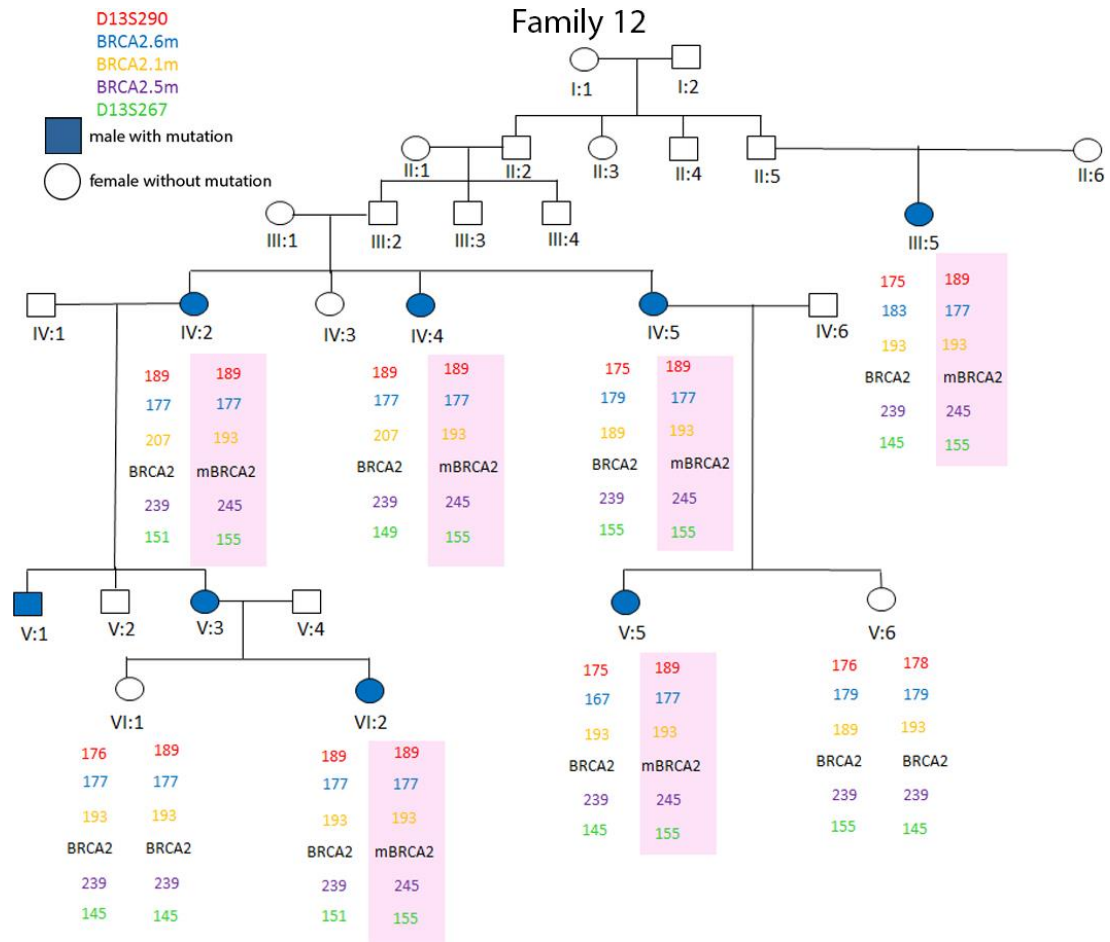 Family 12
D13S290
BRCA2.6m
BRCA2.1m
BRCA2.5m
D13S267
male with mutation
female without mutation
I:1 I:2
II:1 II:2 II:3 II:4 II:5 II:6
III:1 III:2 III:3 III:4 III:5
175 189
183 177
193 193
BRCA2 mBRCA2
239 245
145 155
IV:1 IV:2 IV:3 IV:4 IV:5 IV:6
189 189 189 189 175 189
177 177 177 177 179 177
207 193 207 193 189 193
BRCA2 mBRCA2 BRCA2 mBRCA2 BRCA2 mBRCA2
239 245 239 245 239 245
151 155 149 155 155 155
V:1 V:2 V:3 V:4 V:5 V:6
175 189 176 178
167 177 179 179
193 193 189 193
BRCA2 mBRCA2 BRCA2 BRCA2
239 245 239 239
145 155 155 145
VI:1 VI:2
176 189 189 189
177 177 177 177
193 193 193 193
BRCA2 BRCA2 BRCA2 mBRCA2
239 239 239 245
145 145 151 155